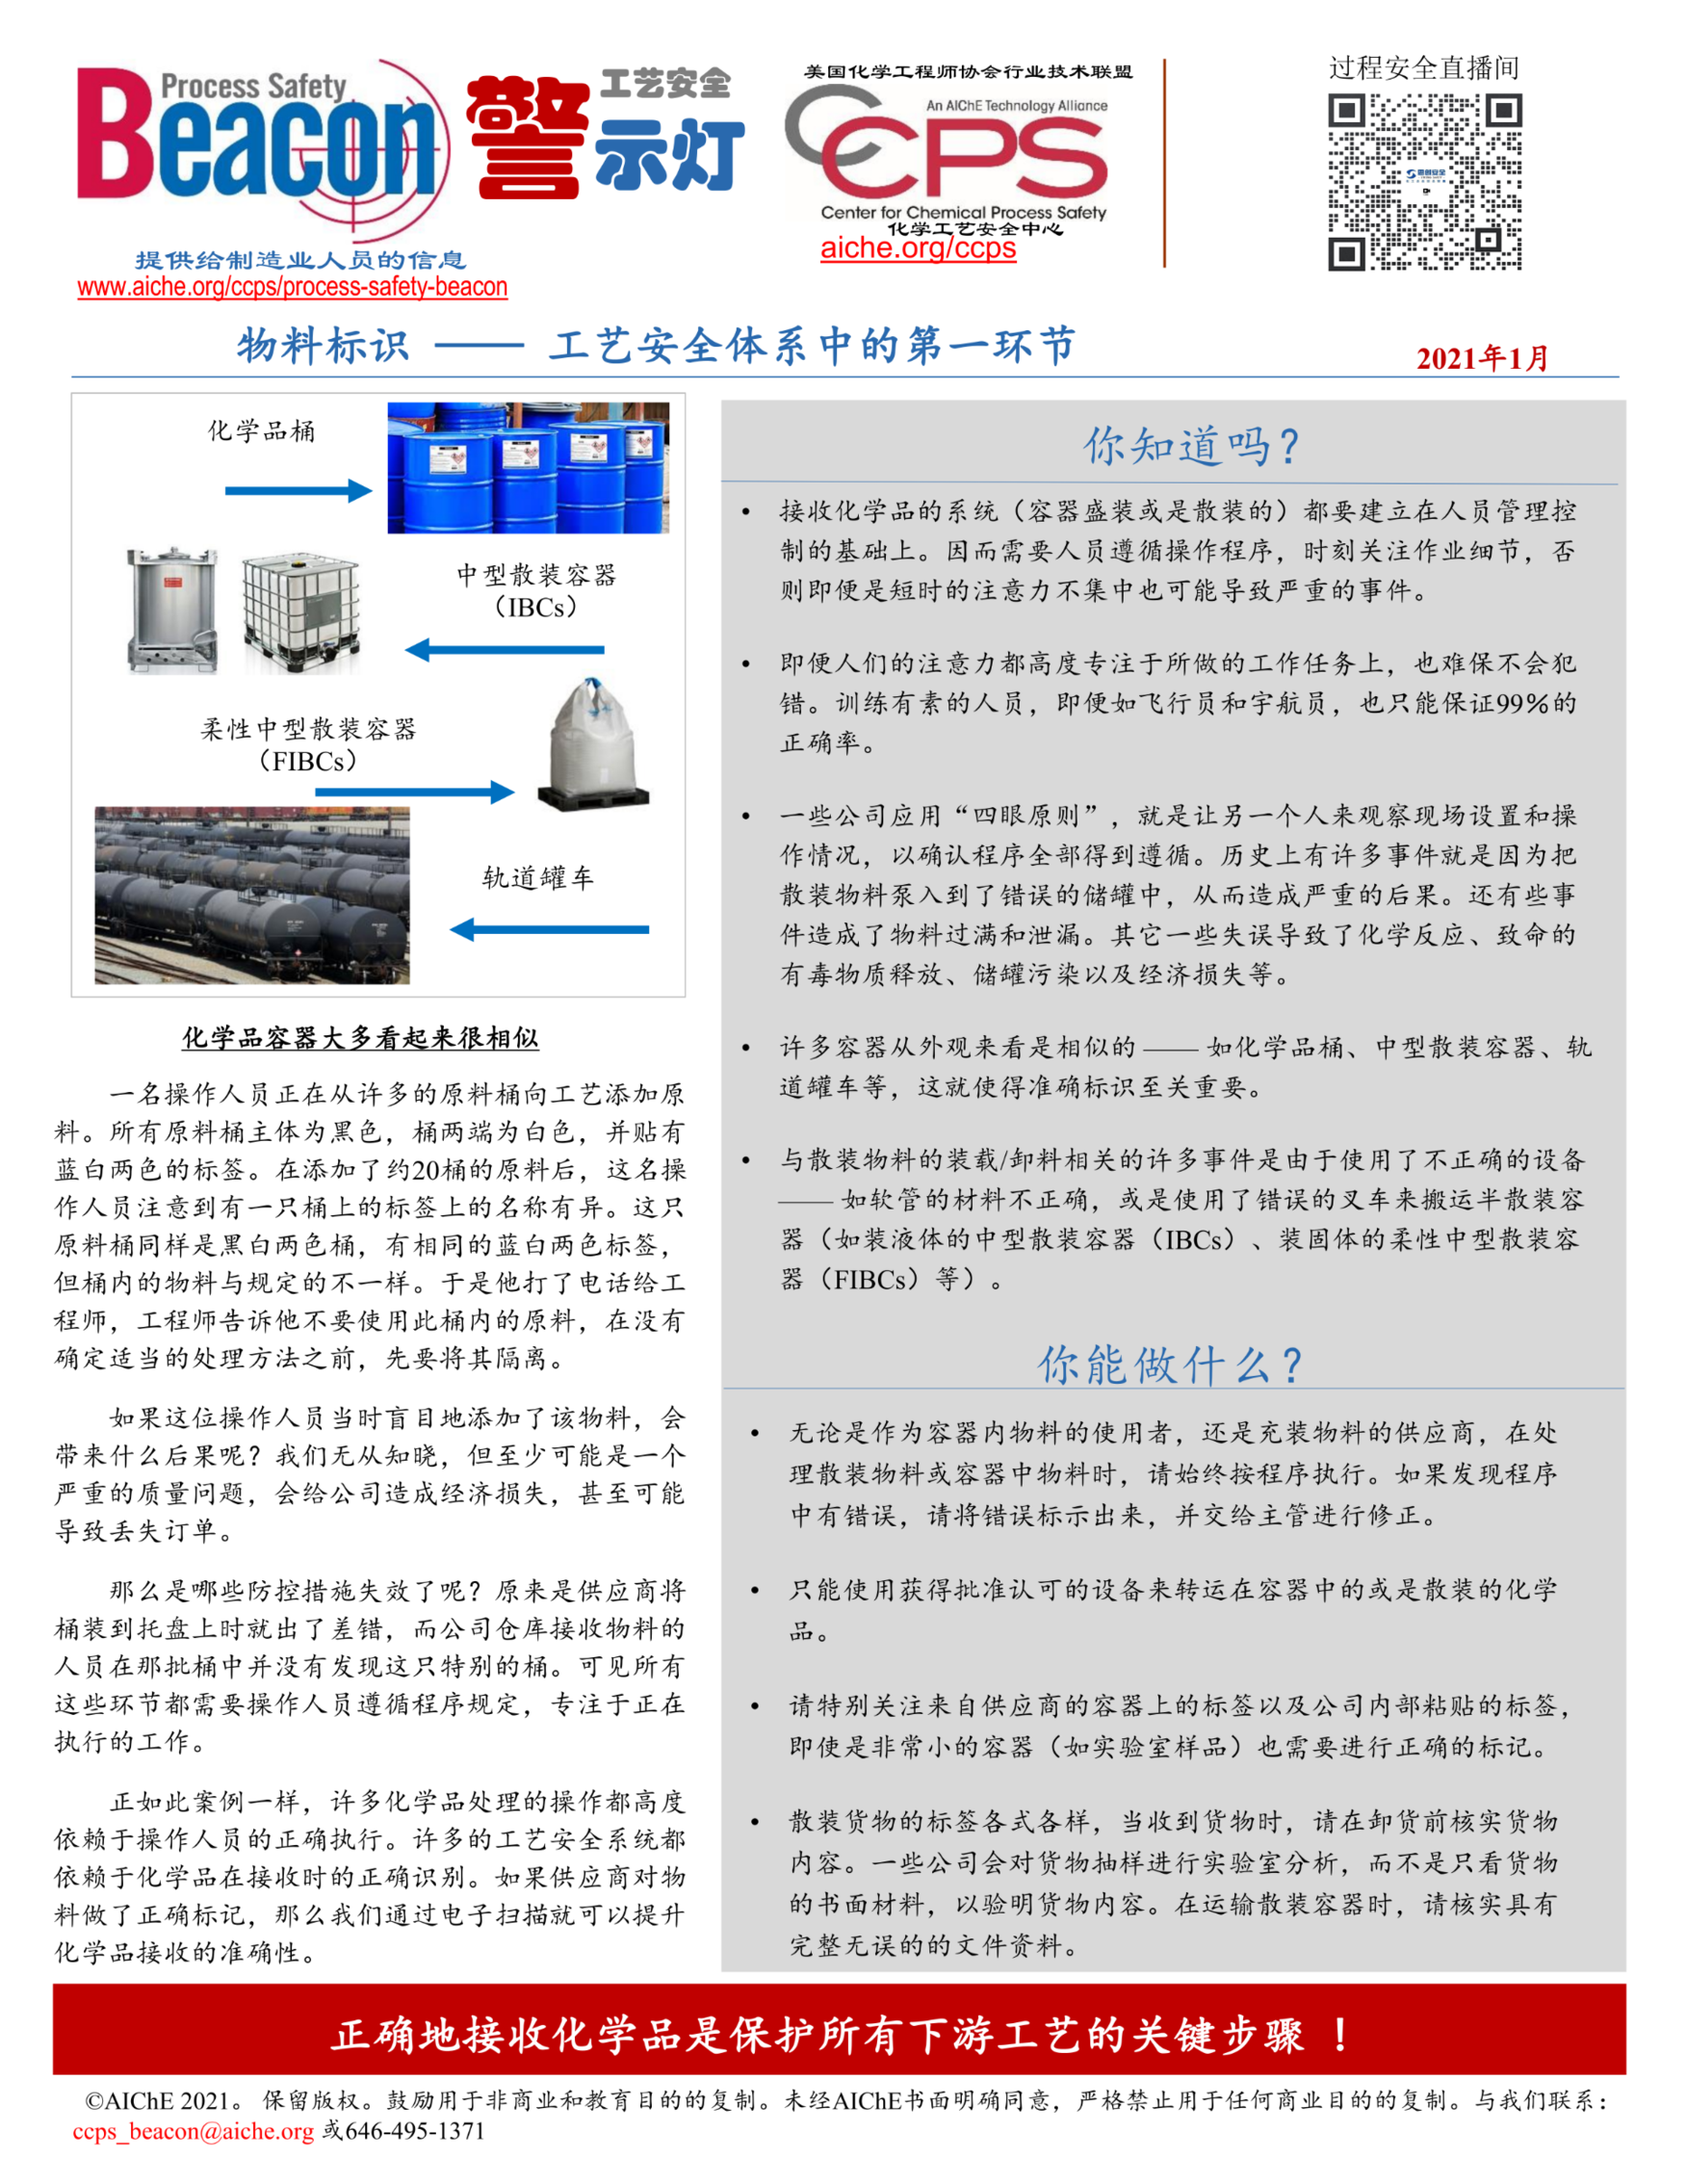 Process Safety
Beacon
警示灯
工艺安全
提供给制造业人员的信息
www.aiche.org/ccps/process-safety-beacon
美国化学工程师协会行业技术联盟
An AIChE Technology Alliance
CCPS
Center for Chemical Process Safety
化学工艺安全中心
aiche.org/ccps
过程安全直播间
物料标识 —— 工艺安全体系中的第一环节
2021年1月
化学品桶
中型散装容器
（IBCs）
柔性中型散装容器
（FIBCs）
轨道罐车
化学品容器大多看起来很相似
一名操作人员正在从许多的原料桶向工艺添加原
料。所有原料桶主体为黑色，桶两端为白色，并贴有
蓝白两色的标签。在添加了约20桶的原料后，这名操
作人员注意到有一只桶上的标签上的名称有异。这只
原料桶同样是黑白两色桶，有相同的蓝白两色标签，
但桶内的物料与规定的不一样。于是他打了电话给工
程师，工程师告诉他不要使用此桶内的原料，在没有
确定适当的处理方法之前，先要将其隔离。
如果这位操作人员当时盲目地添加了该物料，会
带来什么后果呢？我们无从知晓，但至少可能是一个
严重的质量问题，会给公司造成经济损失，甚至可能
导致丢失订单。
那么是哪些防控措施失效了呢？原来是供应商将
桶装到托盘上时就出了差错，而公司仓库接收物料的
人员在那批桶中并没有发现这只特别的桶。可见所有
这些环节都需要操作人员遵循程序规定，专注于正在
执行的工作。
正如此案例一样，许多化学品处理的操作都高度
依赖于操作人员的正确执行。许多的工艺安全系统都
依赖于化学品在接收时的正确识别。如果供应商对物
料做了正确标记，那么我们通过电子扫描就可以提升
化学品接收的准确性。
你知道吗？
• 接收化学品的系统（容器盛装或是散装的）都要建立在人员管理控
制的基础上。因而需要人员遵循操作程序，时刻关注作业细节，否
则即便是短时的注意力不集中也可能导致严重的事件。
• 即便人们的注意力都高度专注于所做的工作任务上，也难保不会犯
错。训练有素的人员，即便如飞行员和宇航员，也只能保证99%的
正确率。
• 一些公司应用“四眼原则”，就是让另一个人来观察现场设置和操
作情况，以确认程序全部得到遵循。历史上有许多事件就是因为把
散装物料泵入到了错误的储罐中，从而造成严重的后果。还有些事
件造成了物料过满和泄漏。其它一些失误导致了化学反应、致命的
有毒物质释放、储罐污染以及经济损失等。
• 许多容器从外观来看是相似的 —— 如化学品桶、中型散装容器、轨
道罐车等，这就使得准确标识至关重要。
• 与散装物料的装载/卸料相关的许多事件是由于使用了不正确的设备
—— 如软管的材料不正确，或是使用了错误的叉车来搬运半散装容
器（如装液体的中型散装容器（IBCs）、装固体的柔性中型散装容
器（FIBCs）等）。
你能做什么？
• 无论是作为容器内物料的使用者，还是充装物料的供应商，在处
理散装物料或容器中物料时，请始终按程序执行。如果发现程序
中有错误，请将错误标示出来，并交给主管进行修正。
• 只能使用获得批准认可的设备来转运在容器中的或是散装的化学
品。
• 请特别关注来自供应商的容器上的标签以及公司内部粘贴的标签，
即使是非常小的容器（如实验室样品）也需要进行正确的标记。
• 散装货物的标签各式各样，当收到货物时，请在卸货前核实货物
内容。一些公司会对货物抽样进行实验室分析，而不是只看货物
的书面材料，以验明货物内容。在运输散装容器时，请核实具有
完整无误的的文件资料。
正确地接收化学品是保护所有下游工艺的关键步骤 ！
©AIChE 2021。 保留版权。鼓励用于非商业和教育目的的复制。未经AIChE书面明确同意，严格禁止用于任何商业目的的复制。与我们联系：
ccps_beacon@aiche.org 或646-495-1371